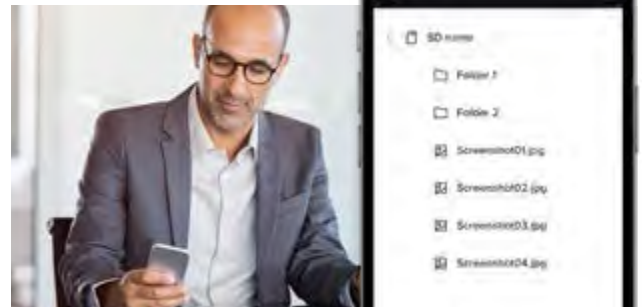 SD name
Folder 1
Folder 2
Screenshot01.jpg
Screenshot02.jpg
Screenshot03.jpg
Screenshot04.jpg